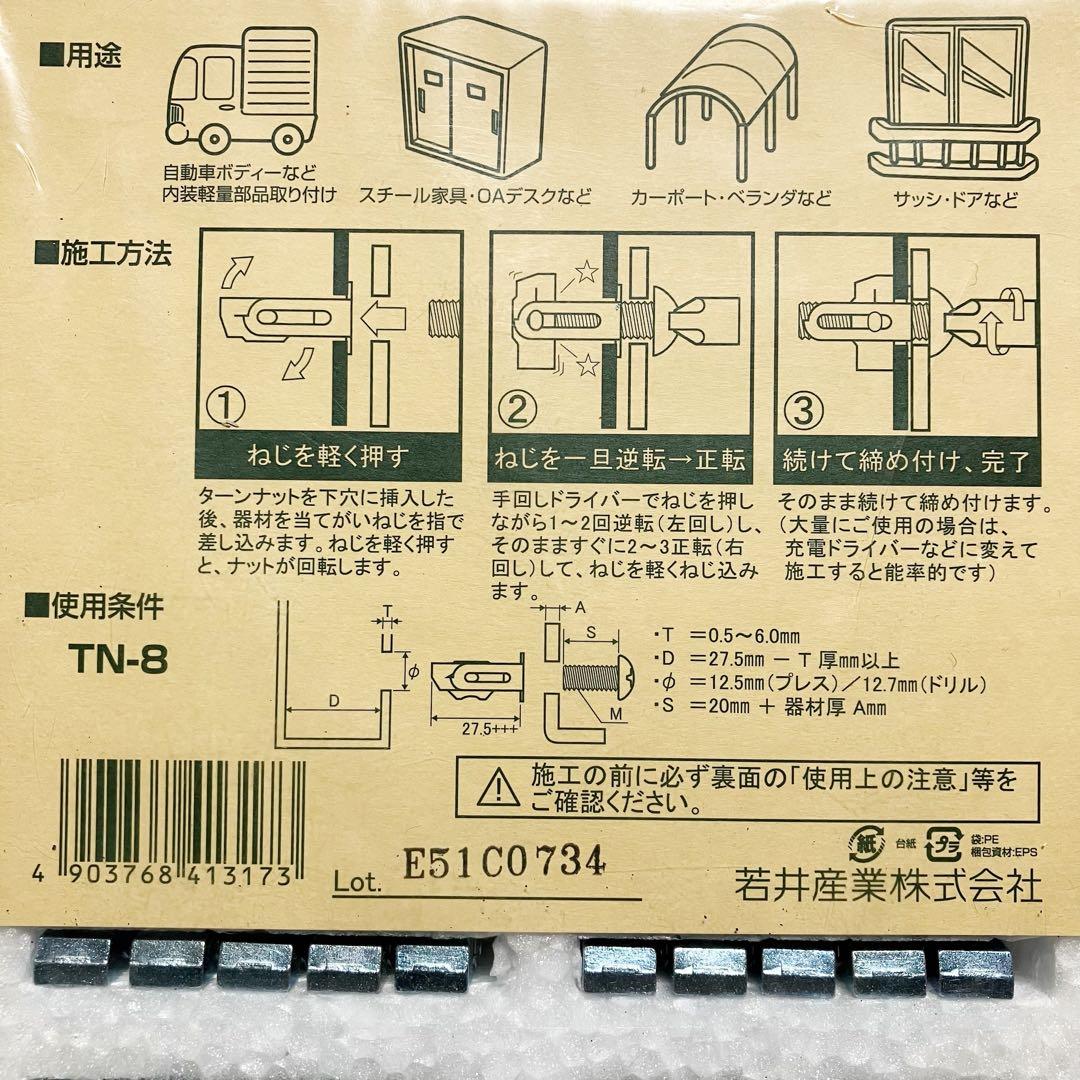 ■用途
自動車ボディーなど
内装軽量部品取り付け
スチール家具・OAデスクなど
カーポート・ベランダなど
サッシ・ドアなど
■施工方法
①
ねじを軽く押す
ターンナットを下穴に挿入した
後、器材を当てがいねじを指で
差し込みます。ねじを軽く押す
と、ナットが回転します。
②
ねじを一旦逆転→正転
手回しドライバーでねじを押し
ながら1〜2回逆転(左回し)し、
そのまますぐに2〜3正転(右
回し)して、ねじを軽くねじ込み
ます。
③
続けて締め付け、完了
そのまま続けて締め付けます。
(大量にご使用の場合は、
充電ドライバーなどに変えて
施工すると能率的です)
■使用条件
TN-8
T
D
φ
27.5+++
A
S
M
・T =0.5〜6.0mm
・D =27.5mm − T 厚mm以上
・φ =12.5mm(プレス)/12.7mm(ドリル)
・S =20mm + 器材厚 Amm
施工の前に必ず裏面の「使用上の注意」等を
ご確認ください。
4 903768 413173
Lot. E51C0734
紙 台紙
プラ 袋:PE
梱包資材:EPS
若井産業株式会社